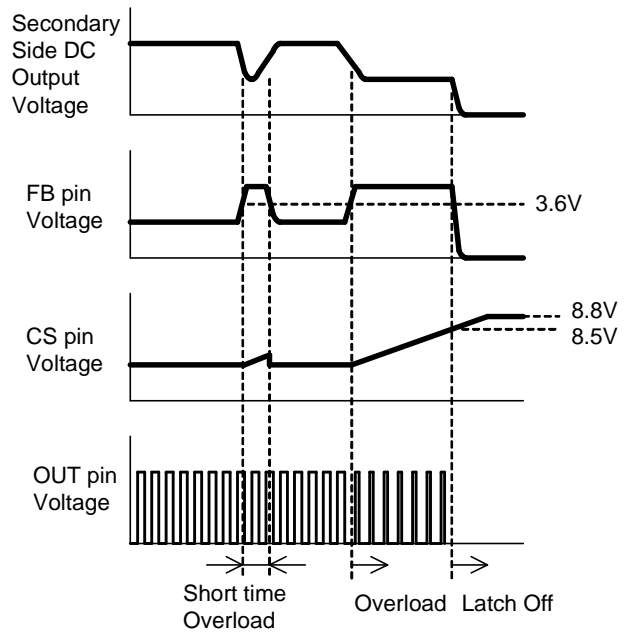 Secondary
Side DC
Output
Voltage
FB pin
Voltage
3.6V
CS pin
Voltage
8.8V
8.5V
OUT pin
Voltage
Short time
Overload
Overload
Latch Off